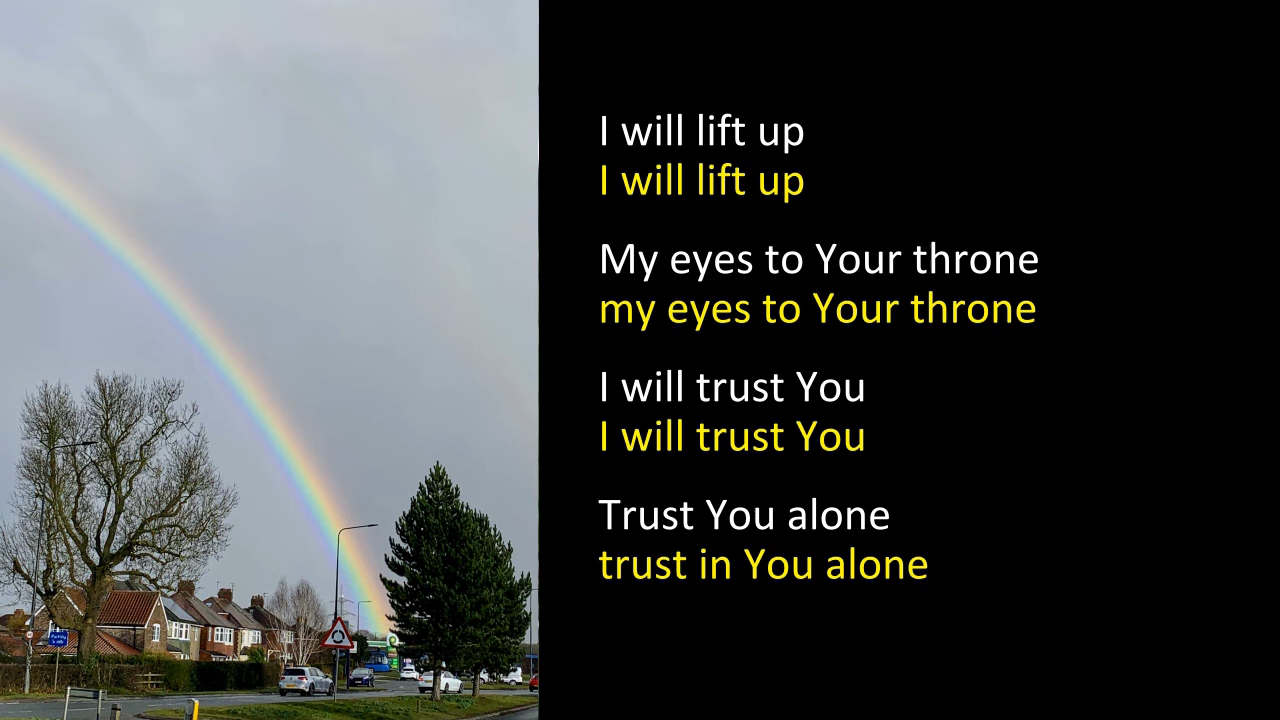 I will lift up
I will lift up
My eyes to Your throne
my eyes to Your throne
I will trust You
I will trust You
Trust You alone
trust in You alone